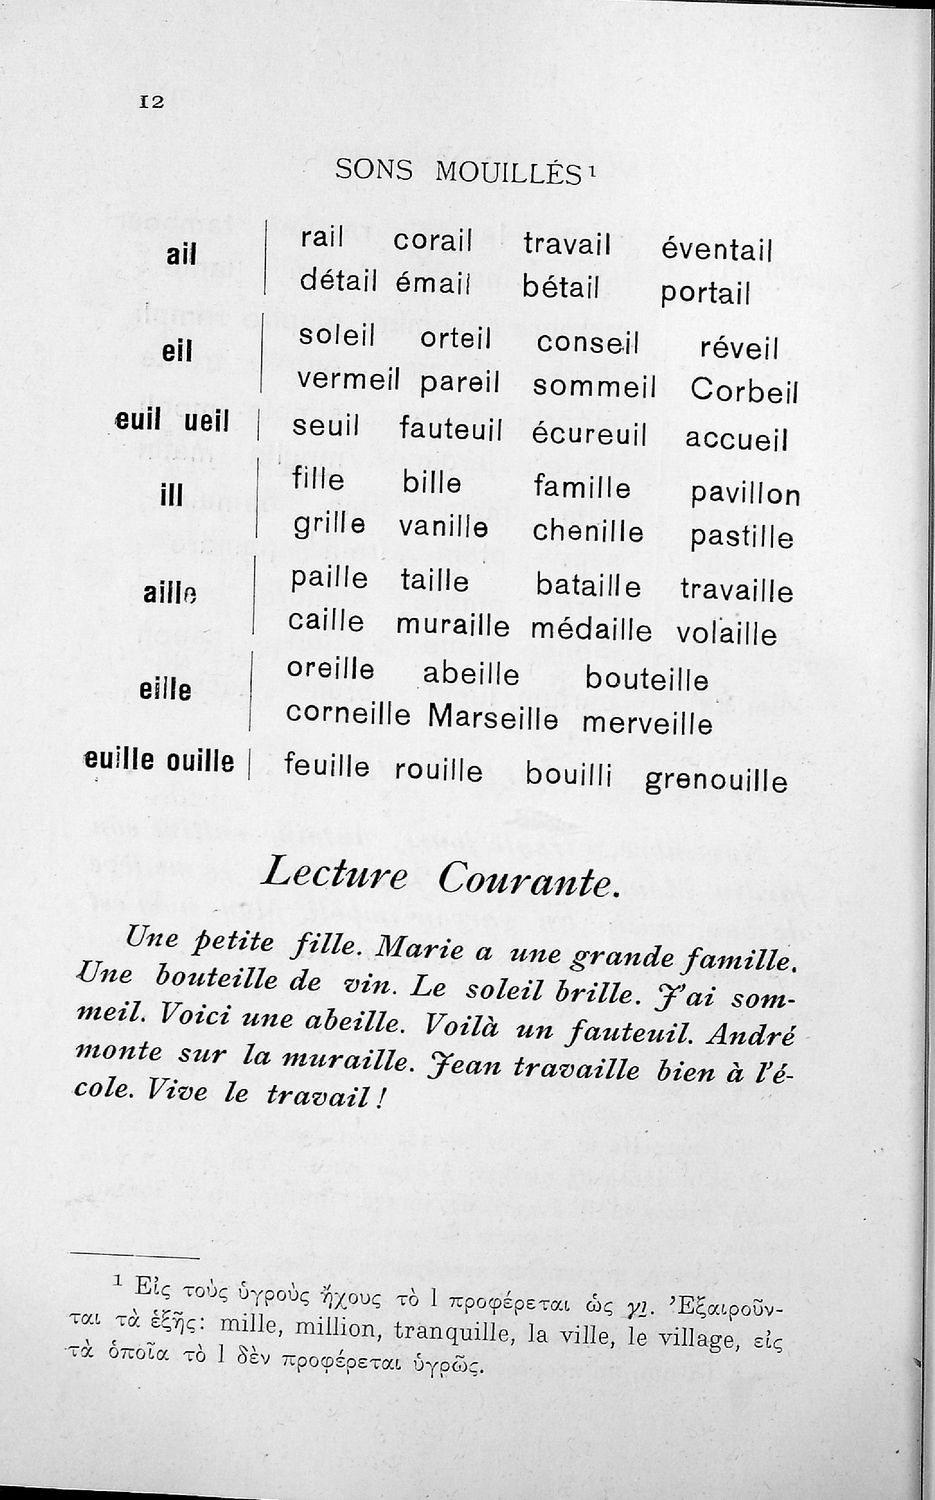 12
SONS MOUILLÉS¹
ail
rail corail travail éventail
détail émail bétail portail
eil
soleil orteil conseil réveil
vermeil pareil sommeil Corbeil
euil ueil seuil fauteuil écureuil accueil
ill
fille bille famille pavillon
grille vanille chenille pastille
aille
paille taille bataille travaille
caille muraille médaille volaille
eille
oreille abeille bouteille
corneille Marseille merveille
euille ouille feuille rouille bouilli grenouille
Lecture Courante.
Une petite fille. Marie a une grande famille.
Une bouteille de vin. Le soleil brille. J'ai som-
meil. Voici une abeille. Voilà un fauteuil. André
monte sur la muraille. Jean travaille bien à l'é-
cole. Vive le travail !
¹ Εἰς τοὺς ὑγροὺς ἤχους τὸ l προφέρεται ὡς γι. Ἐξαιροῦν-
ται τὰ ἑξῆς: mille, million, tranquille, la ville, le village, εἰς
τὰ ὁποῖα τὸ l δὲν προφέρεται ὑγρῶς.